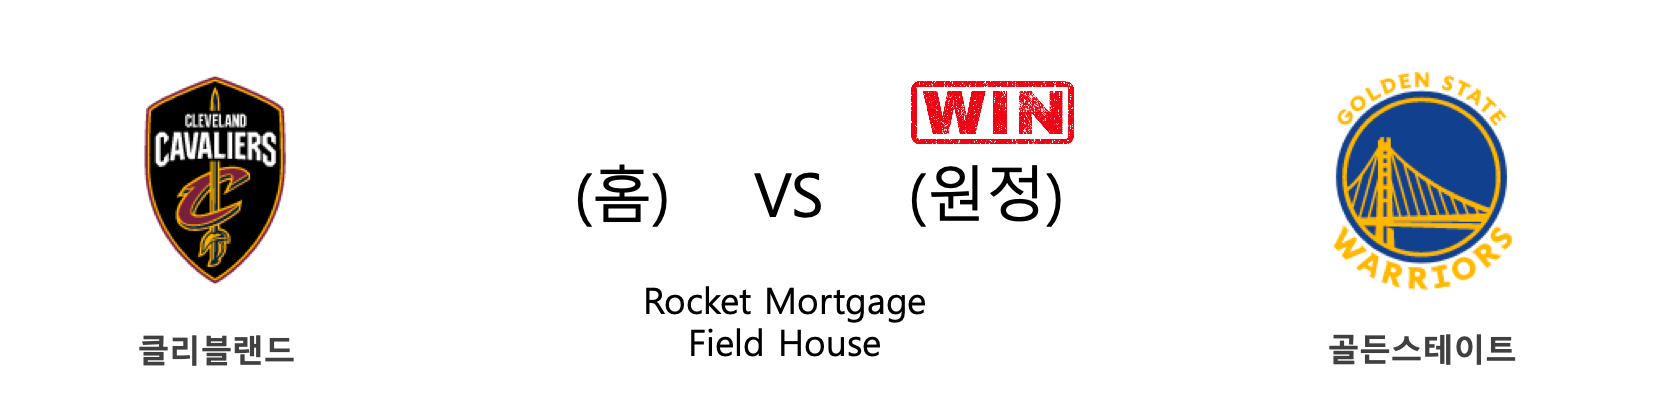 CLEVELAND
CAVALIERS
C
클리블랜드
(홈) VS (원정)
WIN
Rocket Mortgage
Field House
GOLDEN STATE
WARRIORS
골든스테이트